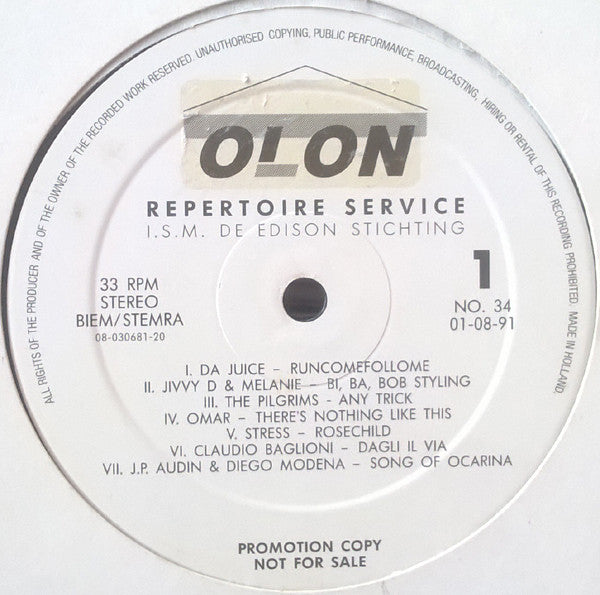 ALL RIGHTS OF THE PRODUCER AND OF THE OWNER OF THE RECORDED WORK RESERVED. UNAUTHORISED COPYING, PUBLIC PERFORMANCE, BROADCASTING, HIRING OR RENTAL OF THIS RECORDING PROHIBITED. MADE IN HOLLAND.
OLON
REPERTOIRE SERVICE
I.S.M. DE EDISON STICHTING
33 RPM
STEREO
BIEM/STEMRA
08-030681-20
1
NO. 34
01-08-91
I. DA JUICE – RUNCOMEFOLLOME
II. JIVVY D & MELANIE – BI, BA, BOB STYLING
III. THE PILGRIMS - ANY TRICK
IV. OMAR – THERE'S NOTHING LIKE THIS
V. STRESS – ROSECHILD
VI. CLAUDIO BAGLIONI – DAGLI IL VIA
VII. J.P. AUDIN & DIEGO MODENA – SONG OF OCARINA
PROMOTION COPY
NOT FOR SALE